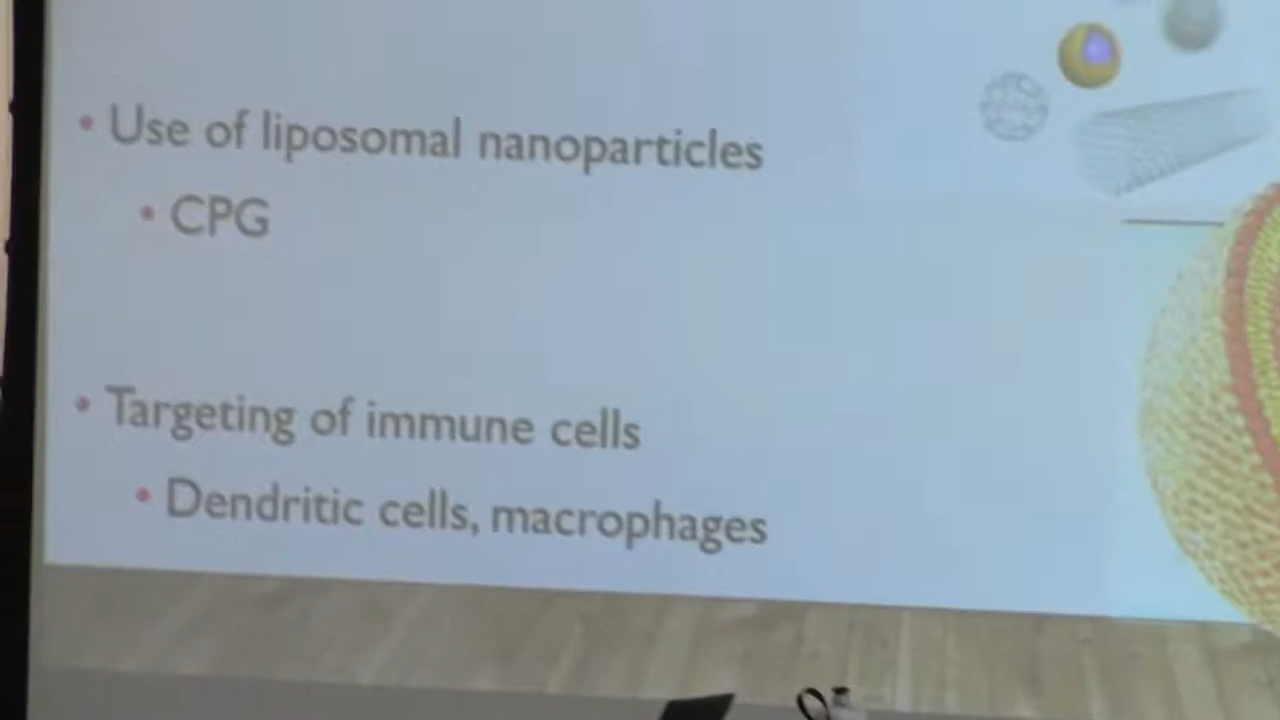 • Use of liposomal nanoparticles
• CPG
• Targeting of immune cells
• Dendritic cells, macrophages